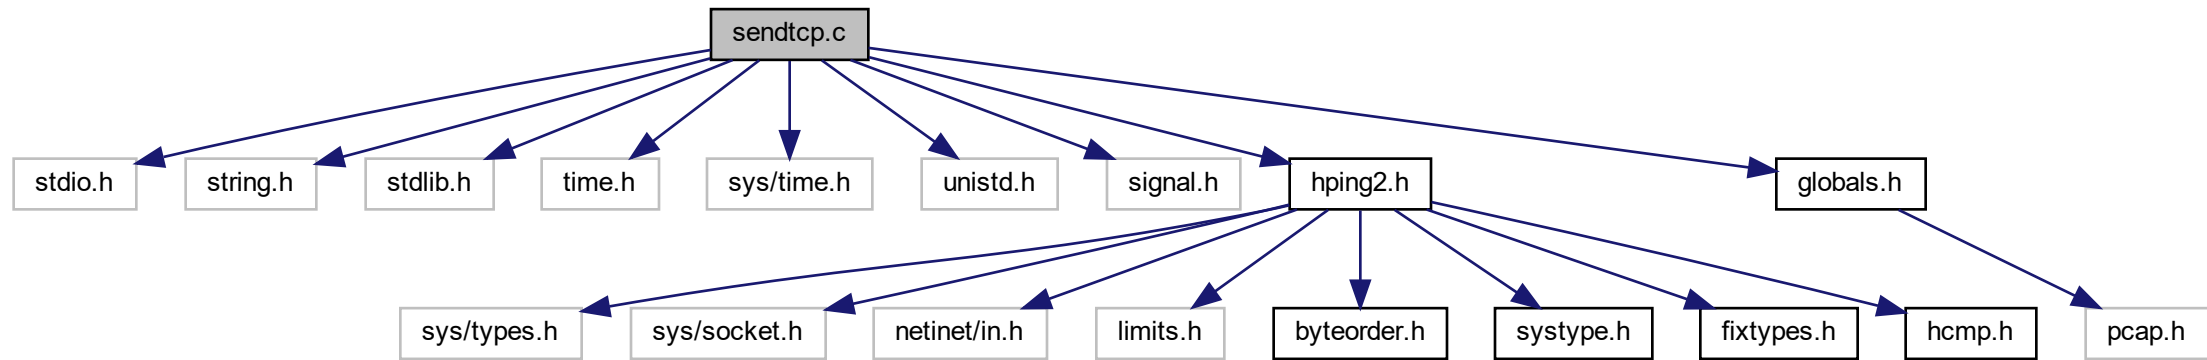 sendtcp.c
stdio.h
string.h
stdlib.h
time.h
sys/time.h
unistd.h
signal.h
hping2.h
globals.h
sys/types.h
sys/socket.h
netinet/in.h
limits.h
byteorder.h
systype.h
fixtypes.h
hcmp.h
pcap.h